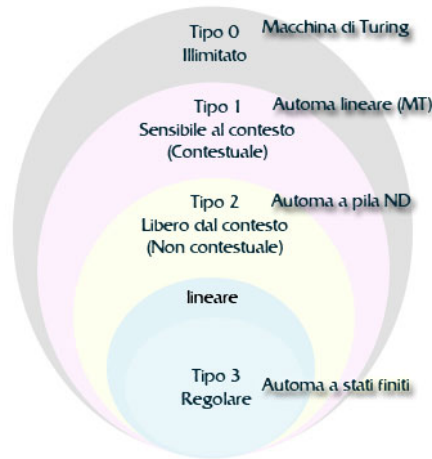 Tipo 0 Macchina di Turing
Illimitato
Tipo 1 Automa lineare (MT)
Sensibile al contesto
(Contestuale)
Tipo 2 Automa a pila ND
Libero dal contesto
(Non contestuale)
lineare
Tipo 3 Automa a stati finiti
Regolare